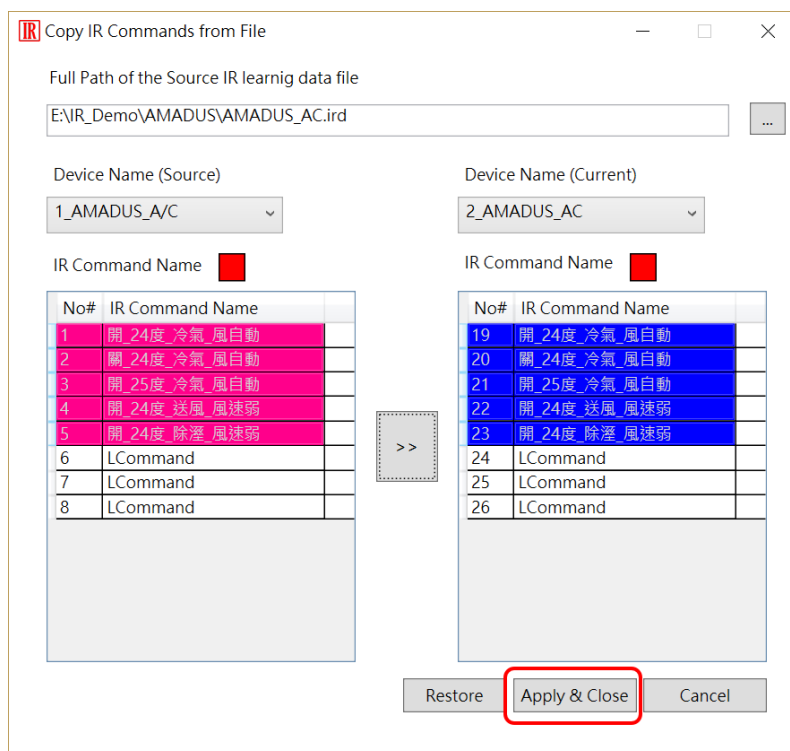 IR Copy IR Commands from File
Full Path of the Source IR learnig data file
E:\IR_Demo\AMADUS\AMADUS_AC.ird
...
Device Name (Source)
Device Name (Current)
1_AMADUS_A/C
2_AMADUS_AC
IR Command Name
IR Command Name
No# IR Command Name
1 開_24度_冷氣_風自動
2 關_24度_冷氣_風自動
3 開_25度_冷氣_風自動
4 開_24度_送風_風速弱
5 開_24度_除溼_風速弱
6 LCommand
7 LCommand
8 LCommand
>>
No# IR Command Name
19 開_24度_冷氣_風自動
20 關_24度_冷氣_風自動
21 開_25度_冷氣_風自動
22 開_24度_送風_風速弱
23 開_24度_除溼_風速弱
24 LCommand
25 LCommand
26 LCommand
Restore Apply & Close Cancel